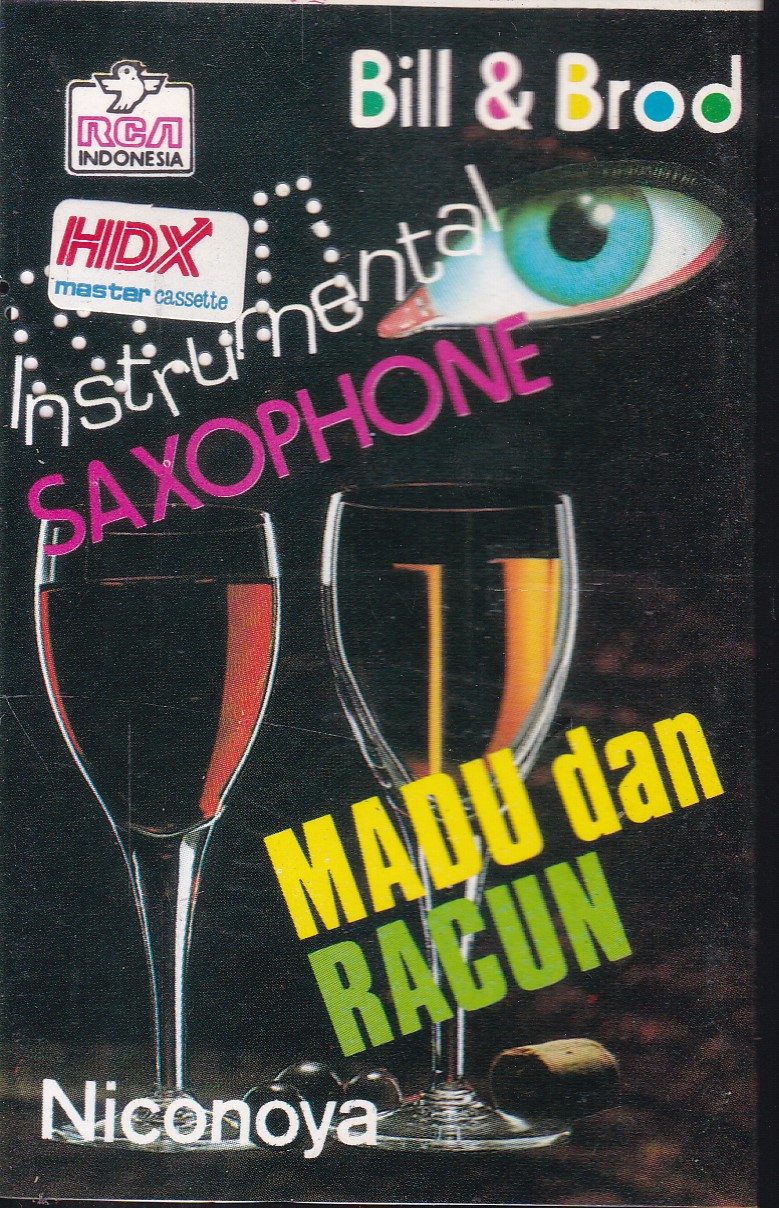 Bill & Brod
RCA
INDONESIA
HDX
master cassette
Instrumental
SAXOPHONE
MADU dan
RACUN
Niconoya